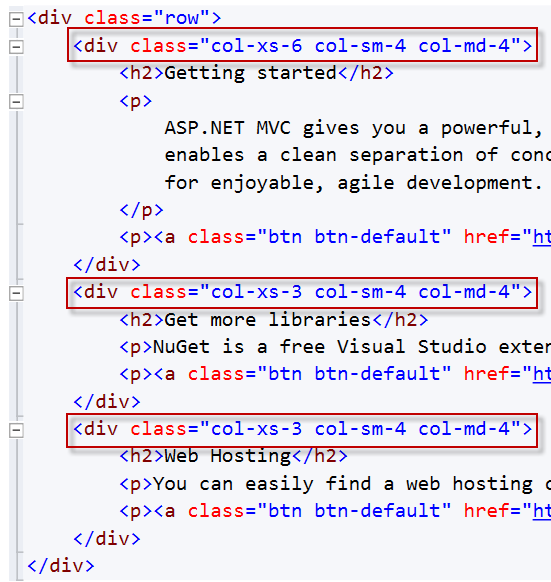 <div class="row">
<div class="col-xs-6 col-sm-4 col-md-4">
<h2>Getting started</h2>
<p>
ASP.NET MVC gives you a powerful,
enables a clean separation of conc
for enjoyable, agile development.
</p>
<p><a class="btn btn-default" href="ht
</div>
<div class="col-xs-3 col-sm-4 col-md-4">
<h2>Get more libraries</h2>
<p>NuGet is a free Visual Studio exten
<p><a class="btn btn-default" href="ht
</div>
<div class="col-xs-3 col-sm-4 col-md-4">
<h2>Web Hosting</h2>
<p>You can easily find a web hosting c
<p><a class="btn btn-default" href="ht
</div>
</div>